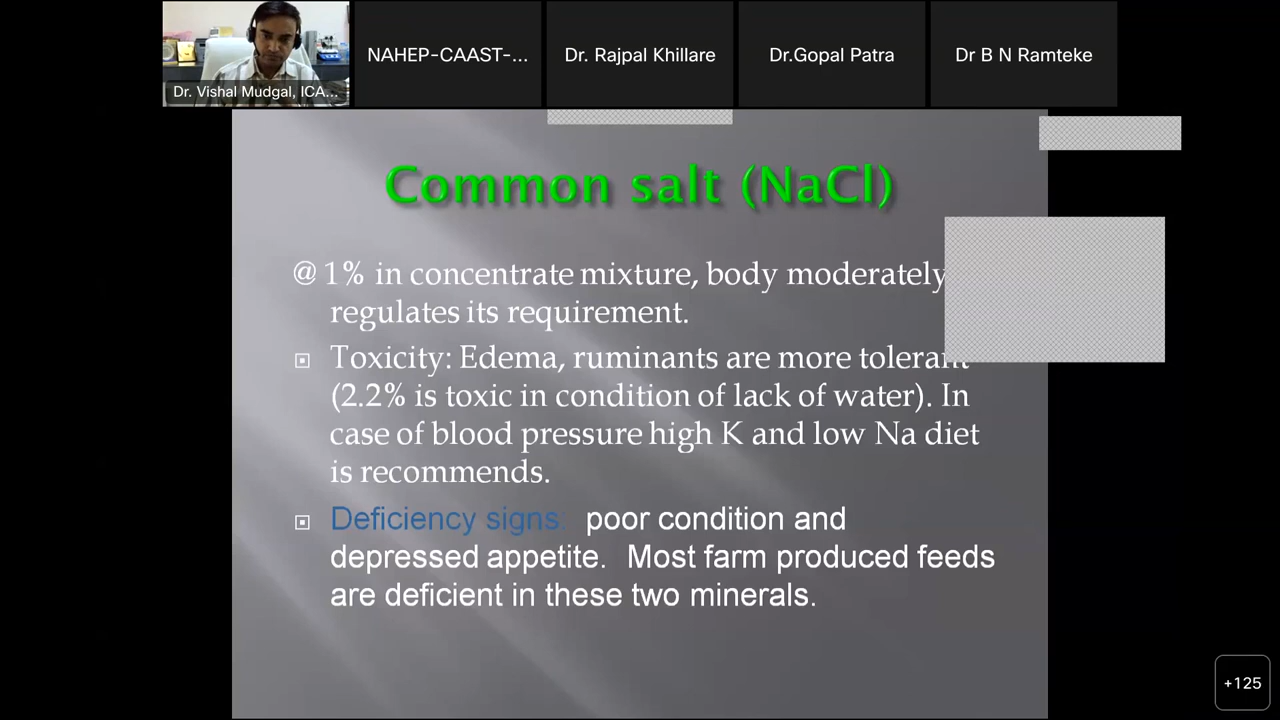 Dr. Vishal Mudgal, ICA...
NAHEP-CAAST-...
Dr. Rajpal Khillare
Dr.Gopal Patra
Dr B N Ramteke
Common salt (NaCl)
@ 1% in concentrate mixture, body moderately
regulates its requirement.
Toxicity: Edema, ruminants are more tolerant
(2.2% is toxic in condition of lack of water). In
case of blood pressure high K and low Na diet
is recommends.
Deficiency signs: poor condition and
depressed appetite. Most farm produced feeds
are deficient in these two minerals.
+125